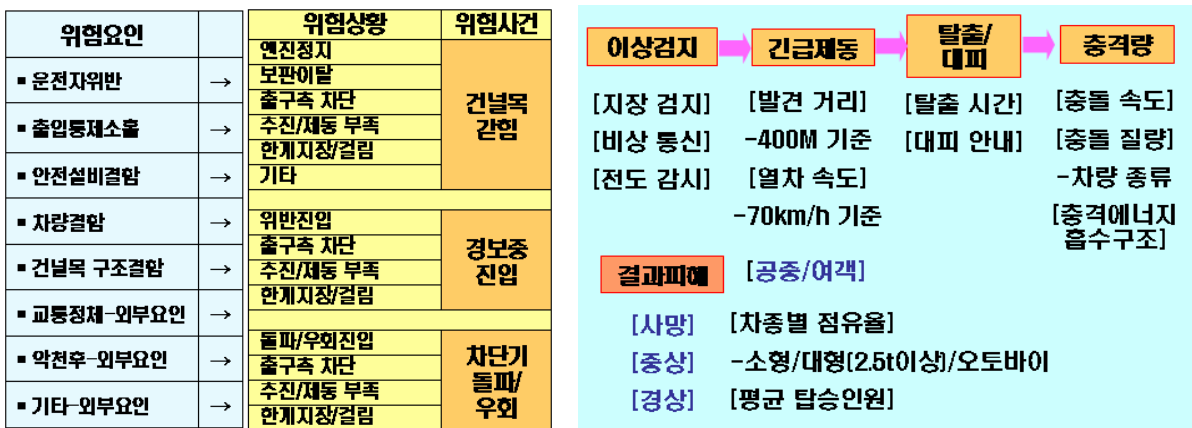 위험요인
▪ 운전자위반 →
▪ 출입통제소홀 →
▪ 안전설비결함 →
▪ 차량결함 →
▪ 건널목 구조결함 →
▪ 교통정체-외부요인 →
▪ 악천후-외부요인 →
▪ 기타-외부요인 →
위험상황 위험사건
엔진정지
보판이탈
출구측 차단
추진/제동 부족
한계지장/걸림
기타
건널목
갇힘
위반진입
출구측 차단
추진/제동 부족
한계지장/걸림
경보중
진입
돌파/우회진입
출구측 차단
추진/제동 부족
한계지장/걸림
차단기
돌파/
우회
이상검지
[지장 검지]
[비상 통신]
[전도 감시]
긴급제동
[발견 거리]
-400M 기준
[열차 속도]
-70km/h 기준
탈출/
대피
[탈출 시간]
[대피 안내]
충격량
[충돌 속도]
[충돌 질량]
-차량 종류
[충격에너지
흡수구조]
결과피해 [공중/여객]
[사망] [차종별 점유율]
[중상] -소형/대형(2.5t이상)/오토바이
[경상] [평균 탑승인원]